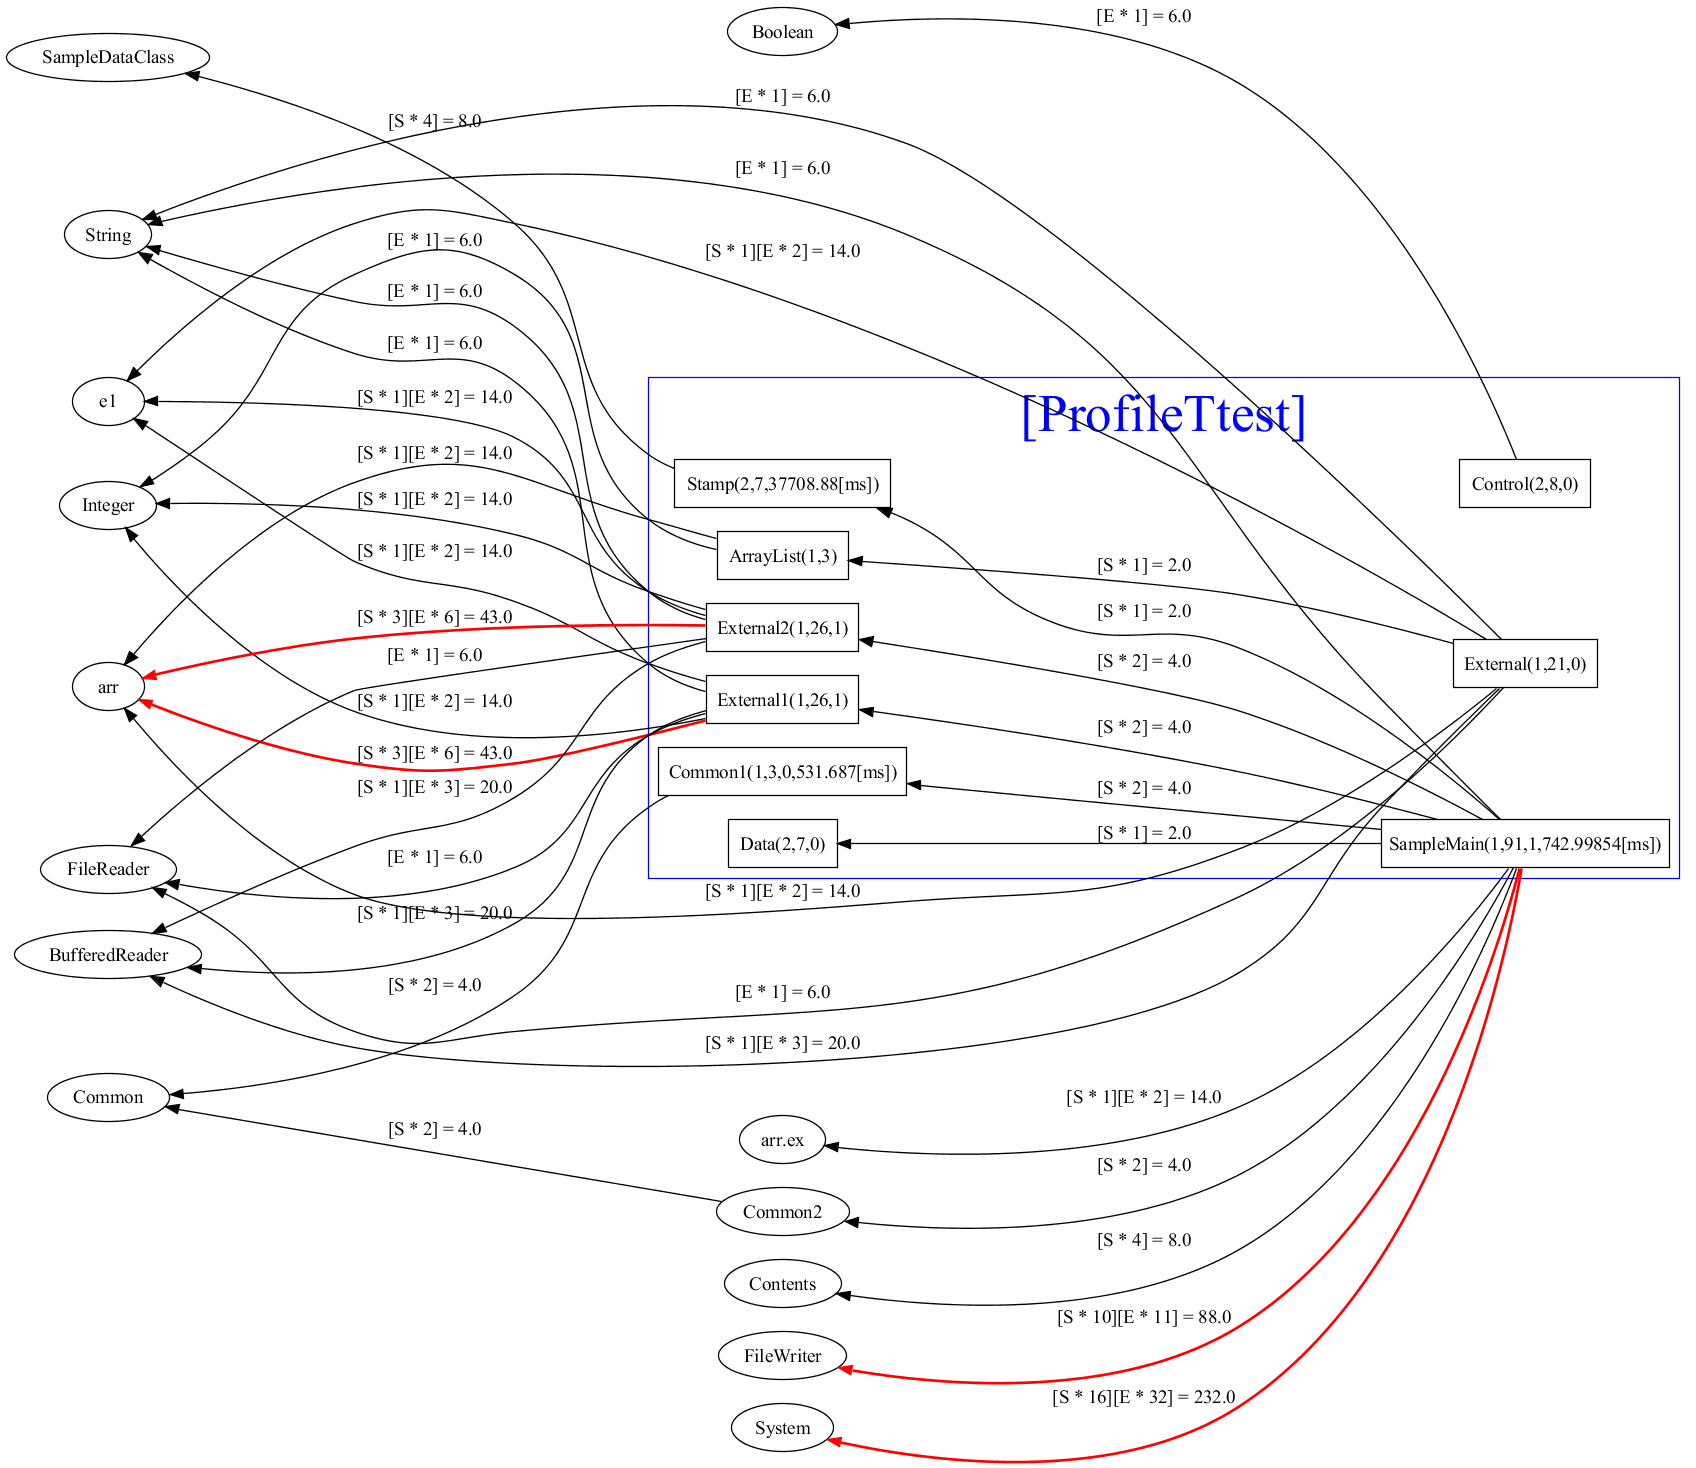 [E * 1] = 6.0
Boolean
SampleDataClass
[E * 1] = 6.0
[S * 4] = 8.0
[E * 1] = 6.0
String
[E * 1] = 6.0
[S * 1][E * 2] = 14.0
[E * 1] = 6.0
[E * 1] = 6.0
[S * 1][E * 2] = 14.0
e1
[ProfileTtest]
[S * 1][E * 2] = 14.0
Stamp(2,7,37708.88[ms])
Control(2,8,0)
[S * 1][E * 2] = 14.0
Integer
[S * 1][E * 2] = 14.0
ArrayList(1,3)
[S * 1] = 2.0
[S * 1] = 2.0
[S * 3][E * 6] = 43.0
External2(1,26,1)
[E * 1] = 6.0
[S * 2] = 4.0
External(1,21,0)
arr
[S * 1][E * 2] = 14.0
External1(1,26,1)
[S * 2] = 4.0
[S * 3][E * 6] = 43.0
Common1(1,3,0,531.687[ms])
[S * 1][E * 3] = 20.0
[S * 2] = 4.0
[S * 1] = 2.0
Data(2,7,0)
SampleMain(1,91,1,742.99854[ms])
[E * 1] = 6.0
FileReader
[S * 1][E * 2] = 14.0
[S * 1][E * 3] = 20.0
BufferedReader
[S * 2] = 4.0
[E * 1] = 6.0
[S * 1][E * 3] = 20.0
Common
[S * 1][E * 2] = 14.0
[S * 2] = 4.0
arr.ex
[S * 2] = 4.0
Common2
[S * 4] = 8.0
Contents
[S * 10][E * 11] = 88.0
FileWriter
[S * 16][E * 32] = 232.0
System